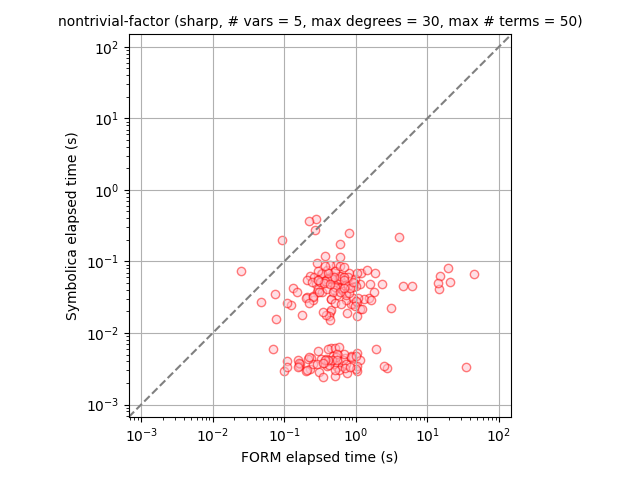 nontrivial-factor (sharp, # vars = 5, max degrees = 30, max # terms = 50)
10²
10¹
10⁰
10⁻¹
10⁻²
10⁻³
Symbolica elapsed time (s)
10⁻³ 10⁻² 10⁻¹ 10⁰ 10¹ 10²
FORM elapsed time (s)